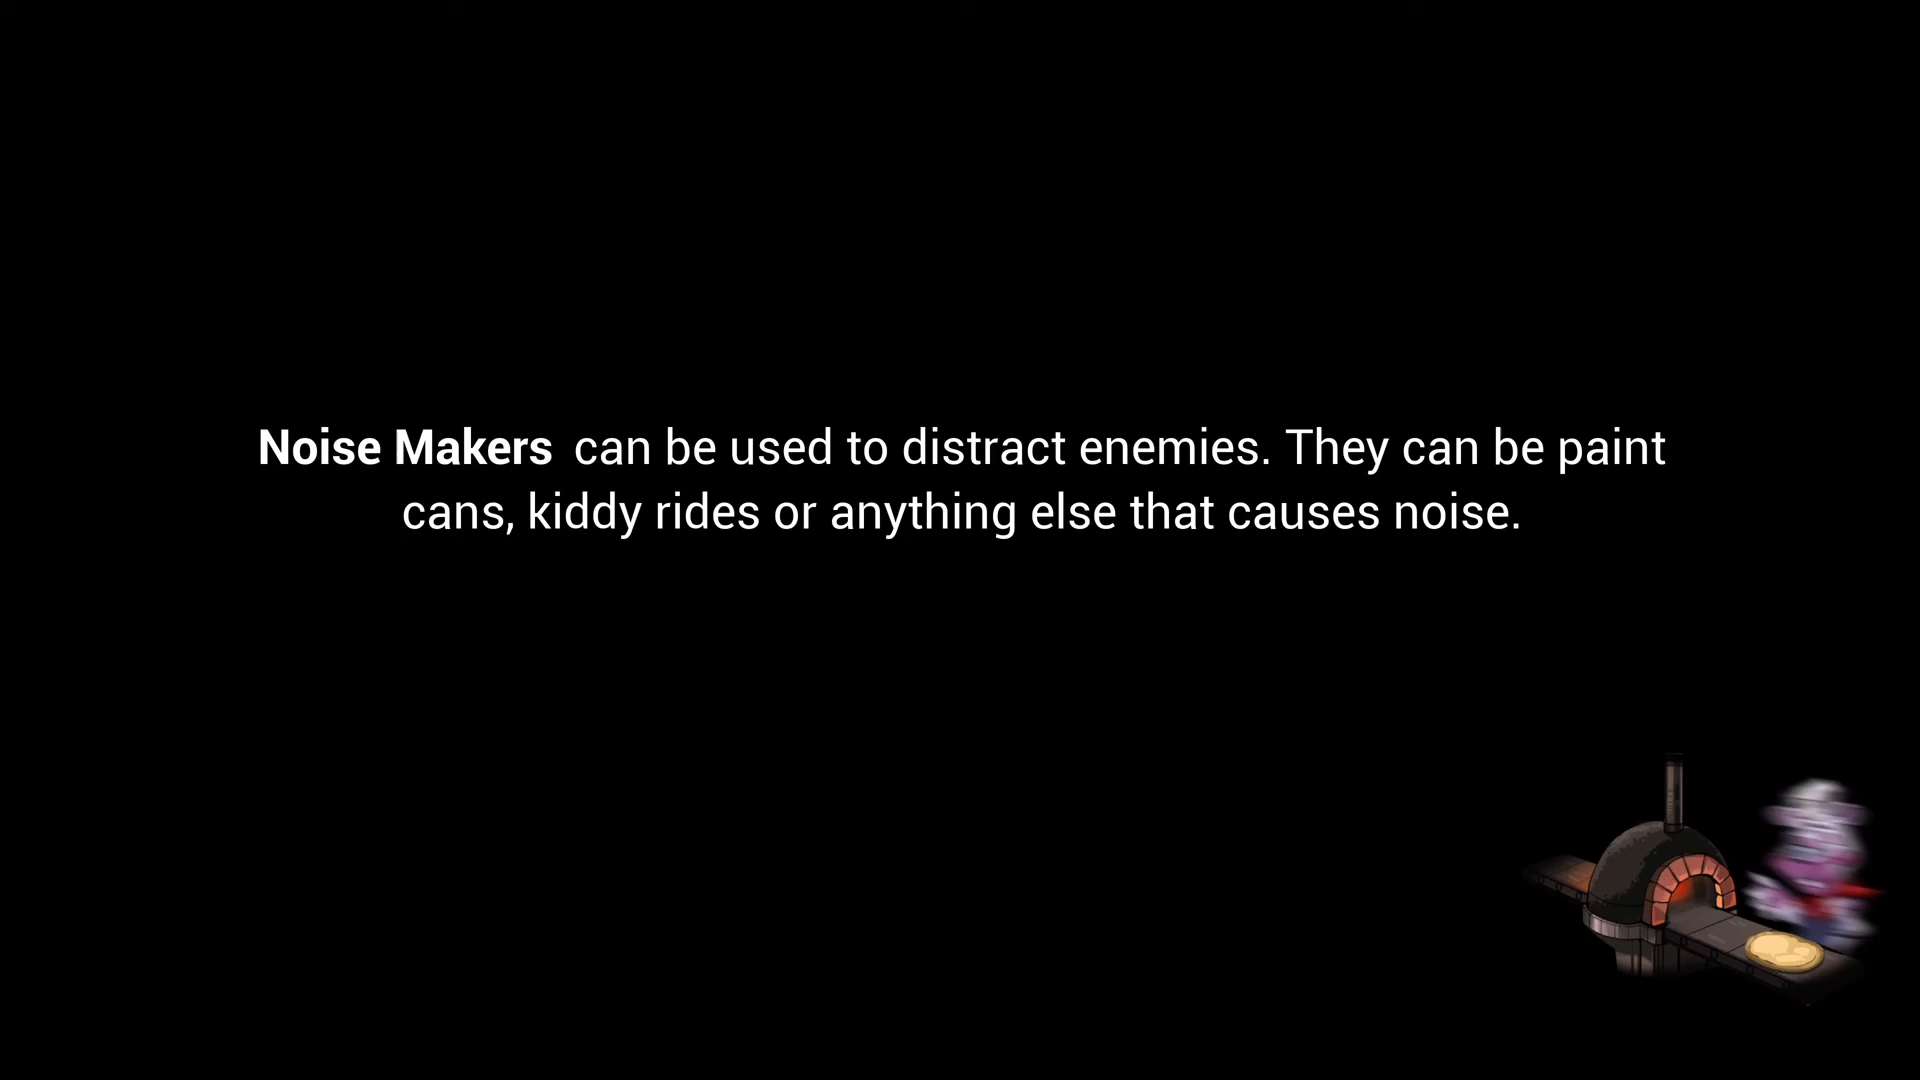 Noise Makers can be used to distract enemies. They can be paint
cans, kiddy rides or anything else that causes noise.